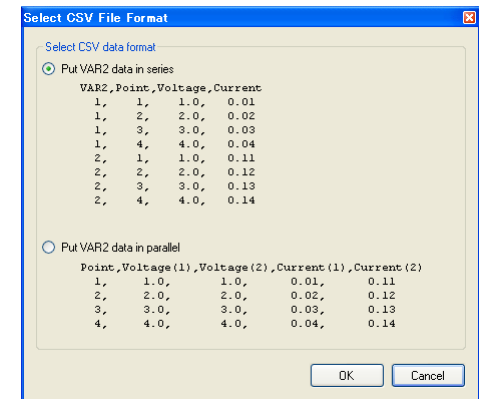 Select CSV File Format
Select CSV data format
Put VAR2 data in series
VAR2,Point,Voltage,Current
1, 1, 1.0, 0.01
1, 2, 2.0, 0.02
1, 3, 3.0, 0.03
1, 4, 4.0, 0.04
2, 1, 1.0, 0.11
2, 2, 2.0, 0.12
2, 3, 3.0, 0.13
2, 4, 4.0, 0.14
Put VAR2 data in parallel
Point,Voltage(1),Voltage(2),Current(1),Current(2)
1, 1.0, 1.0, 0.01, 0.11
2, 2.0, 2.0, 0.02, 0.12
3, 3.0, 3.0, 0.03, 0.13
4, 4.0, 4.0, 0.04, 0.14
OK Cancel